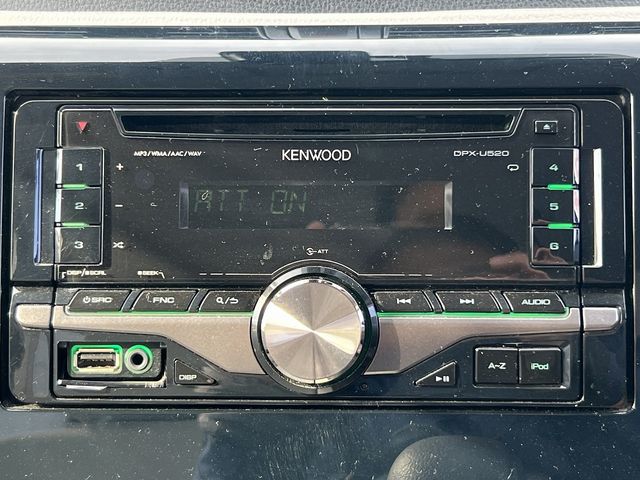 MP3/WMA/AAC/WAV
KENWOOD
DPX-U520
1
+
4
ATT ON
2
-
5
3
6
ATT
DISP/SCRL
SEEK
SRC
FNC
AUDIO
DISP
A-Z
iPod